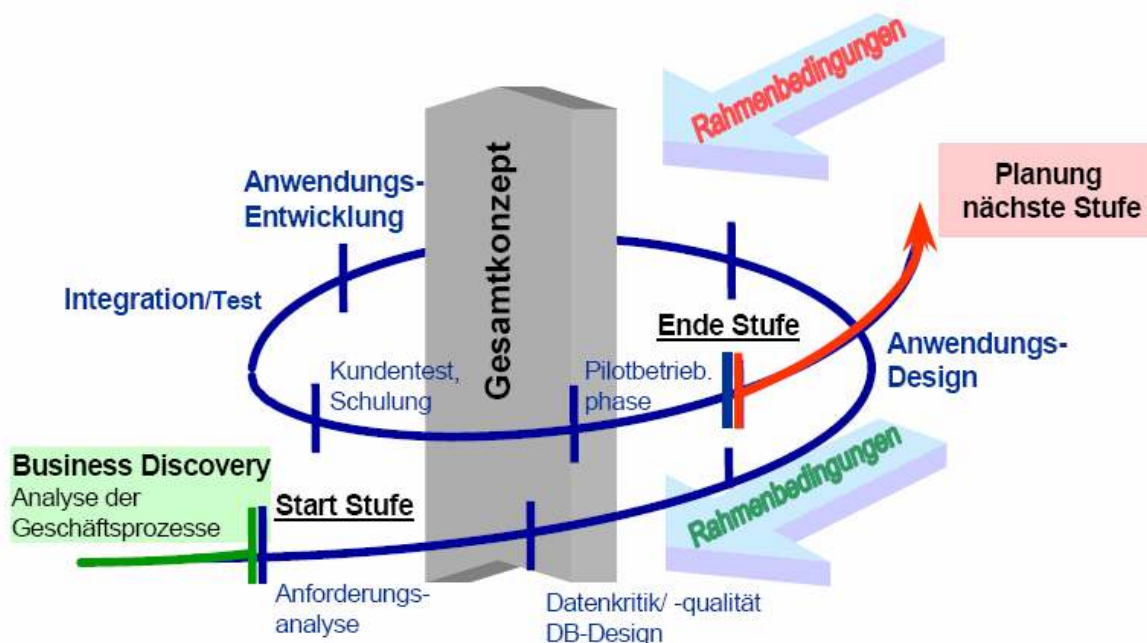 Rahmenbedingungen
Planung
nächste Stufe
Anwendungs-
Entwicklung
Gesamtkonzept
Integration/Test
Ende Stufe
Anwendungs-
Design
Kundentest,
Schulung
Pilotbetrieb.
phase
Rahmenbedingungen
Business Discovery
Analyse der
Geschäftsprozesse
Start Stufe
Anforderungs-
analyse
Datenkritik/ -qualität
DB-Design